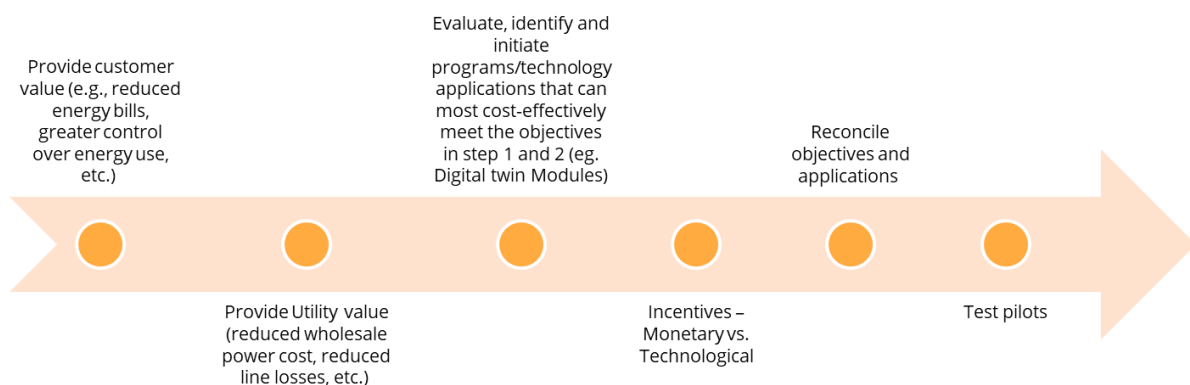 Provide customer
value (e.g., reduced
energy bills,
greater control
over energy use,
etc.)
Provide Utility value
(reduced wholesale
power cost, reduced
line losses, etc.)
Evaluate, identify and
initiate
programs/technology
applications that can
most cost-effectively
meet the objectives
in step 1 and 2 (eg.
Digital twin Modules)
Incentives –
Monetary vs.
Technological
Reconcile
objectives and
applications
Test pilots